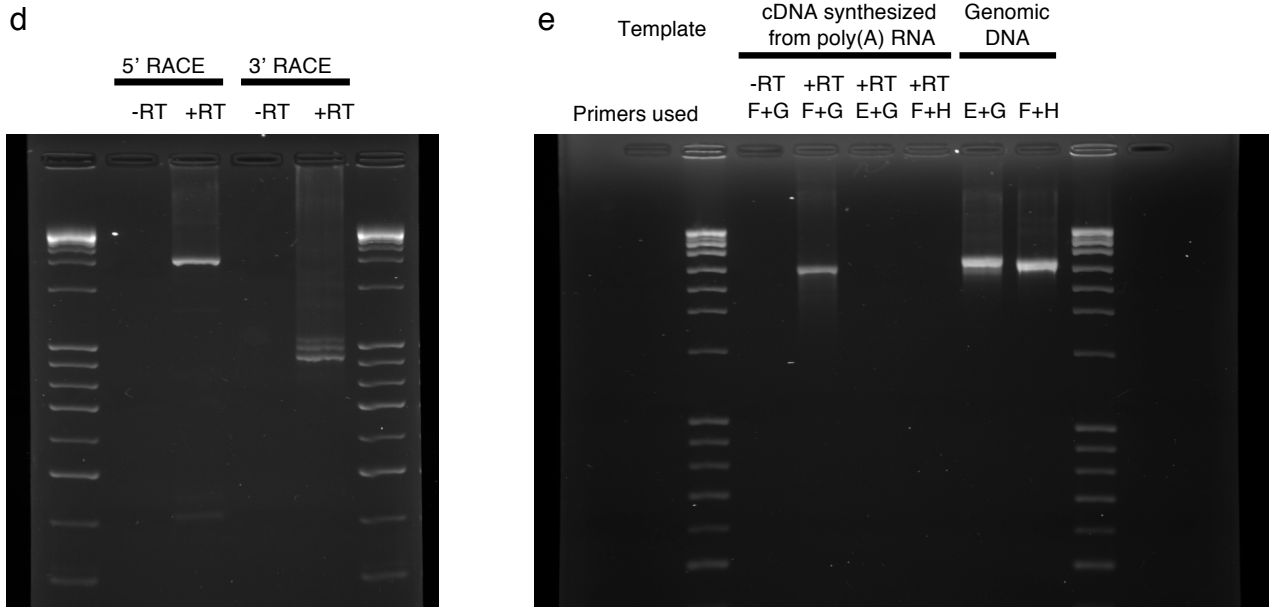 d
5' RACE 3' RACE
-RT +RT -RT +RT
e
Template
cDNA synthesized
from poly(A) RNA
Genomic
DNA
-RT +RT +RT +RT
Primers used F+G F+G E+G F+H E+G F+H